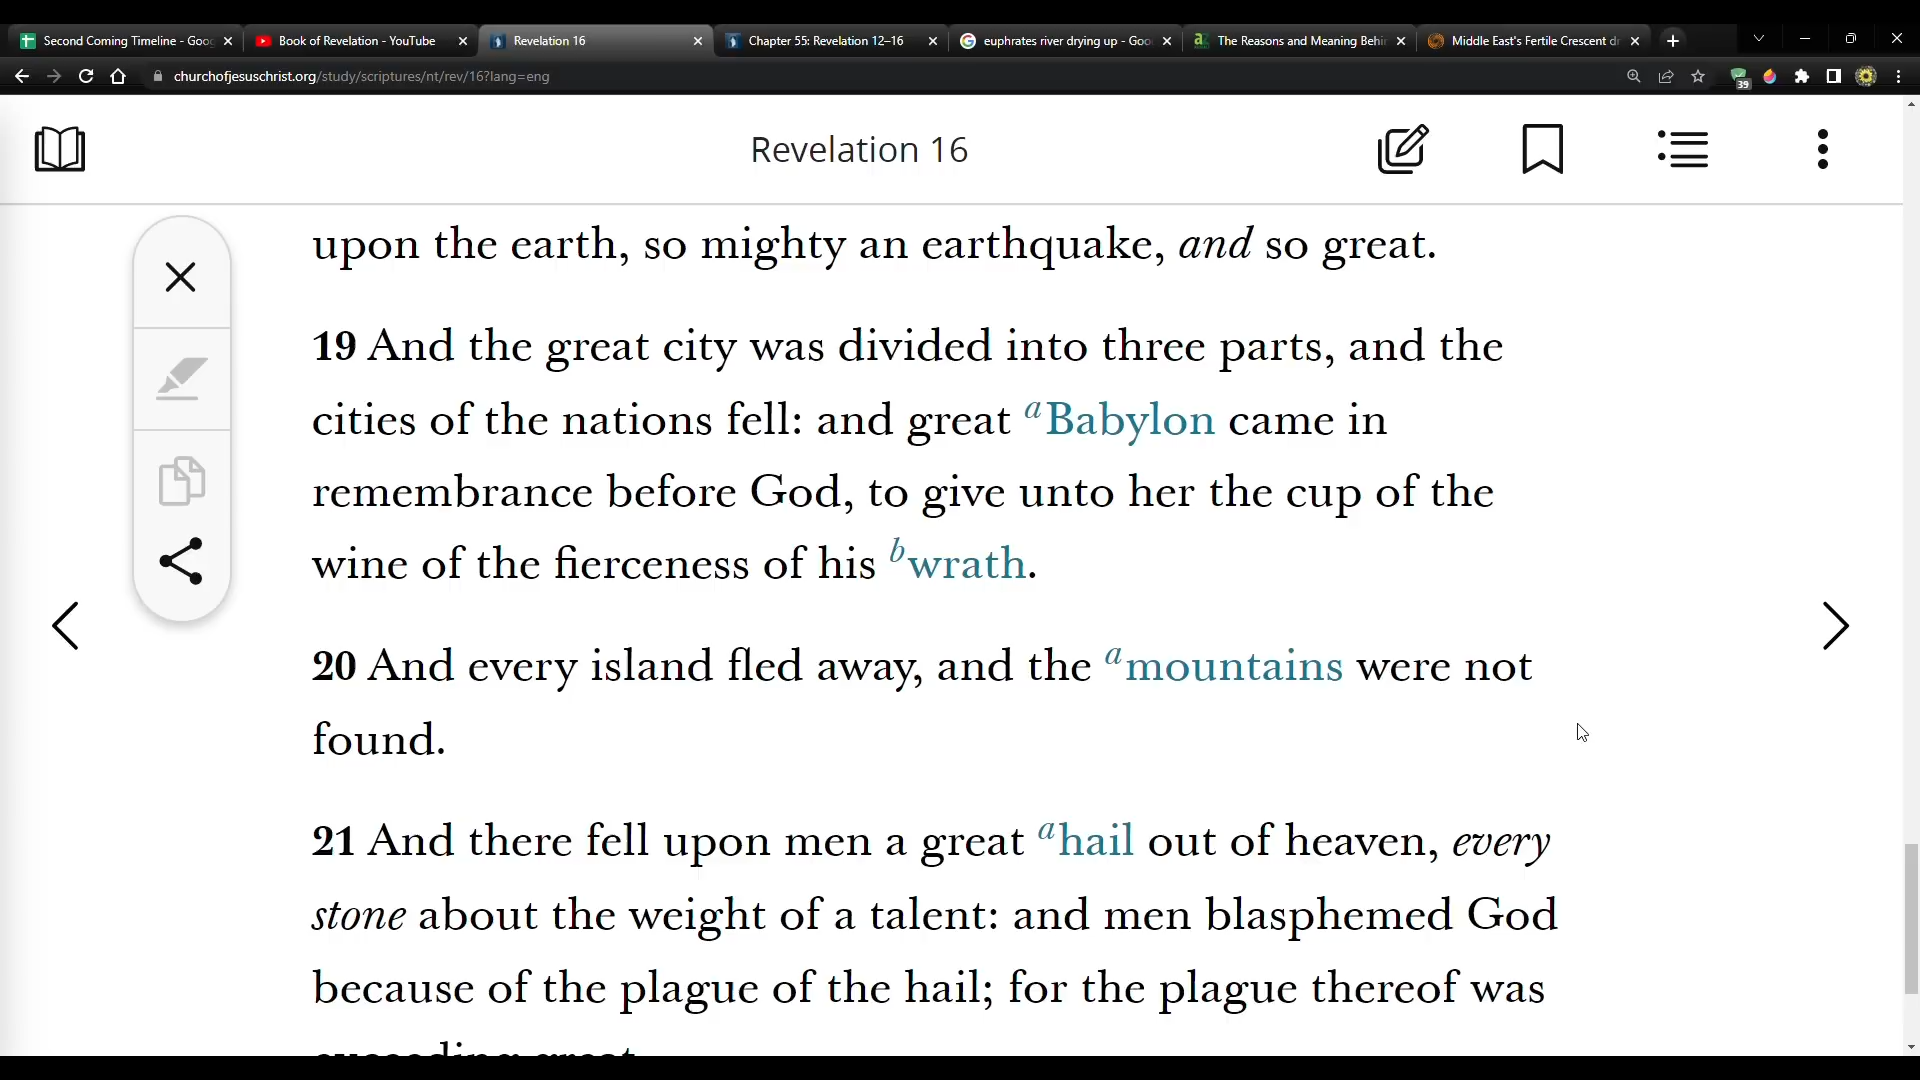 Second Coming Timeline - Goog
Book of Revelation - YouTube
Revelation 16
Chapter 55: Revelation 12–16
euphrates river drying up - Goo
The Reasons and Meaning Behi
Middle East's Fertile Crescent dr
churchofjesuschrist.org/study/scriptures/nt/rev/16?lang=eng
39
Revelation 16
upon the earth, so mighty an earthquake, and so great.
19 And the great city was divided into three parts, and the
cities of the nations fell: and great aBabylon came in
remembrance before God, to give unto her the cup of the
wine of the fierceness of his bwrath.
20 And every island fled away, and the amountains were not
found.
21 And there fell upon men a great ahail out of heaven, every
stone about the weight of a talent: and men blasphemed God
because of the plague of the hail; for the plague thereof was
exceeding great.